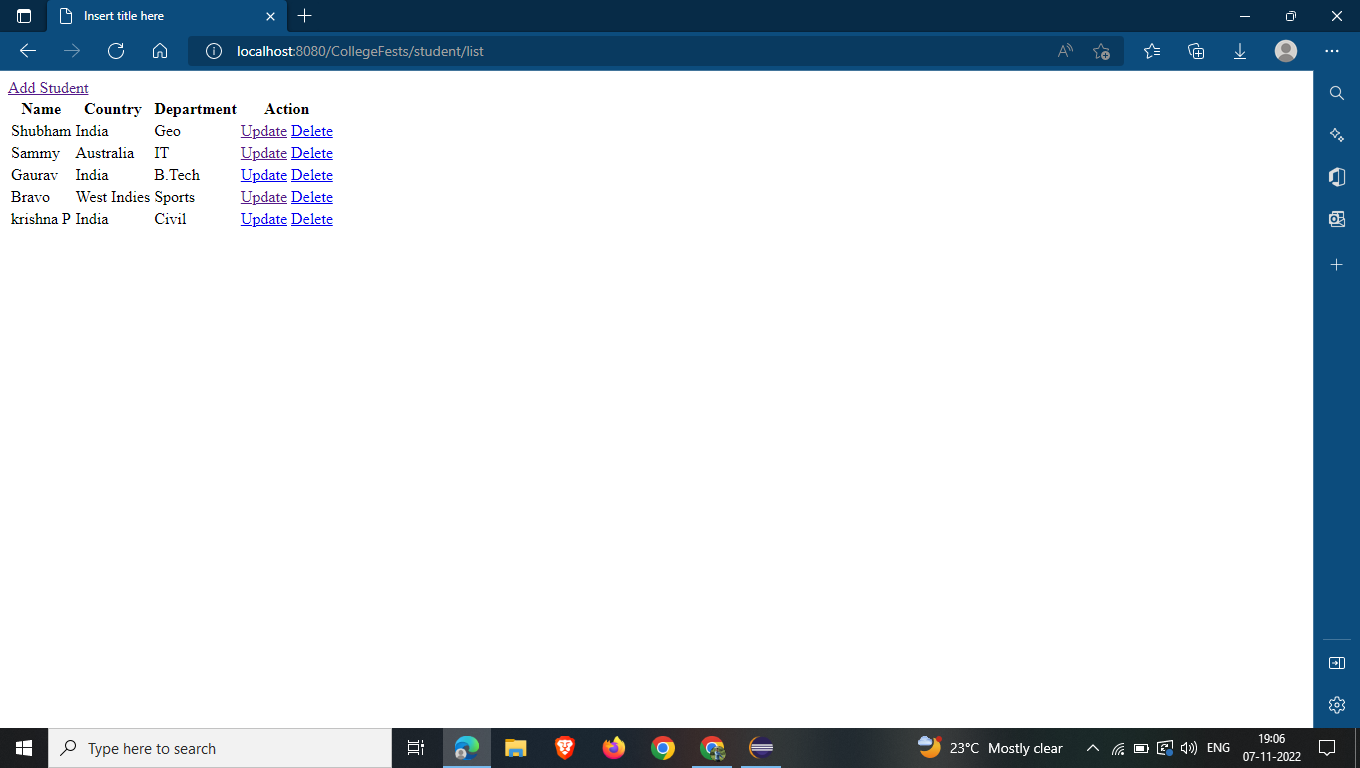 Insert title here
localhost:8080/CollegeFests/student/list
Add Student
Name Country Department Action
Shubham India Geo Update Delete
Sammy Australia IT Update Delete
Gaurav India B.Tech Update Delete
Bravo West Indies Sports Update Delete
krishna P India Civil Update Delete
Type here to search
23°C Mostly clear
ENG
19:06
07-11-2022